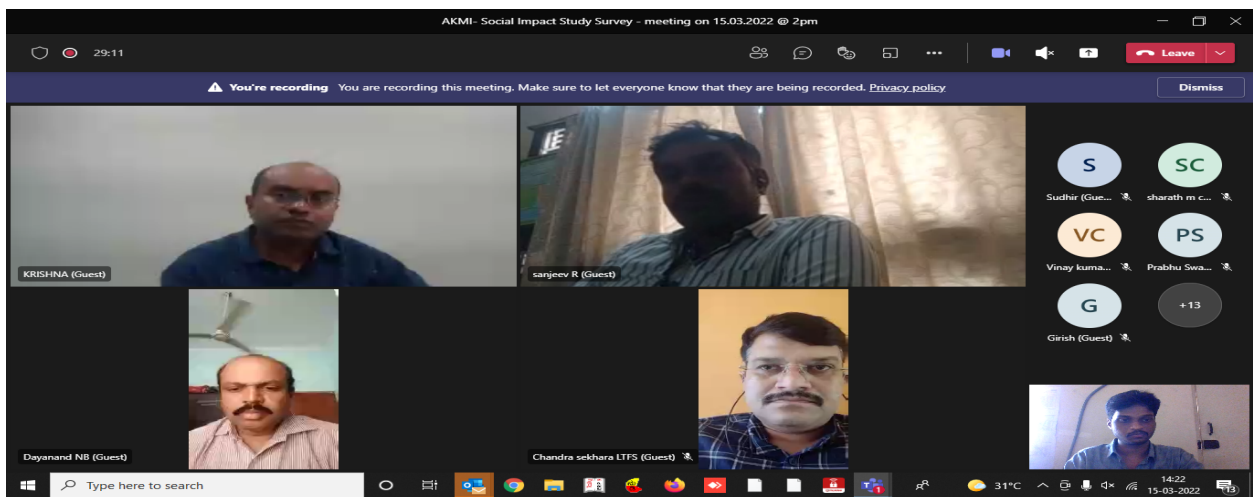 AKMI- Social Impact Study Survey - meeting on 15.03.2022 @ 2pm
29:11
Leave
You're recording You are recording this meeting. Make sure to let everyone know that they are being recorded. Privacy policy
Dismiss
KRISHNA (Guest)
sanjeev R (Guest)
S
SC
Sudhir (Gue...
sharath m c...
VC
PS
Vinay kuma...
Prabhu Swa...
G
+13
Girish (Guest)
Dayanand NB (Guest)
Chandra sekhara LTFS (Guest)
Type here to search
31°C
14:22
15-03-2022